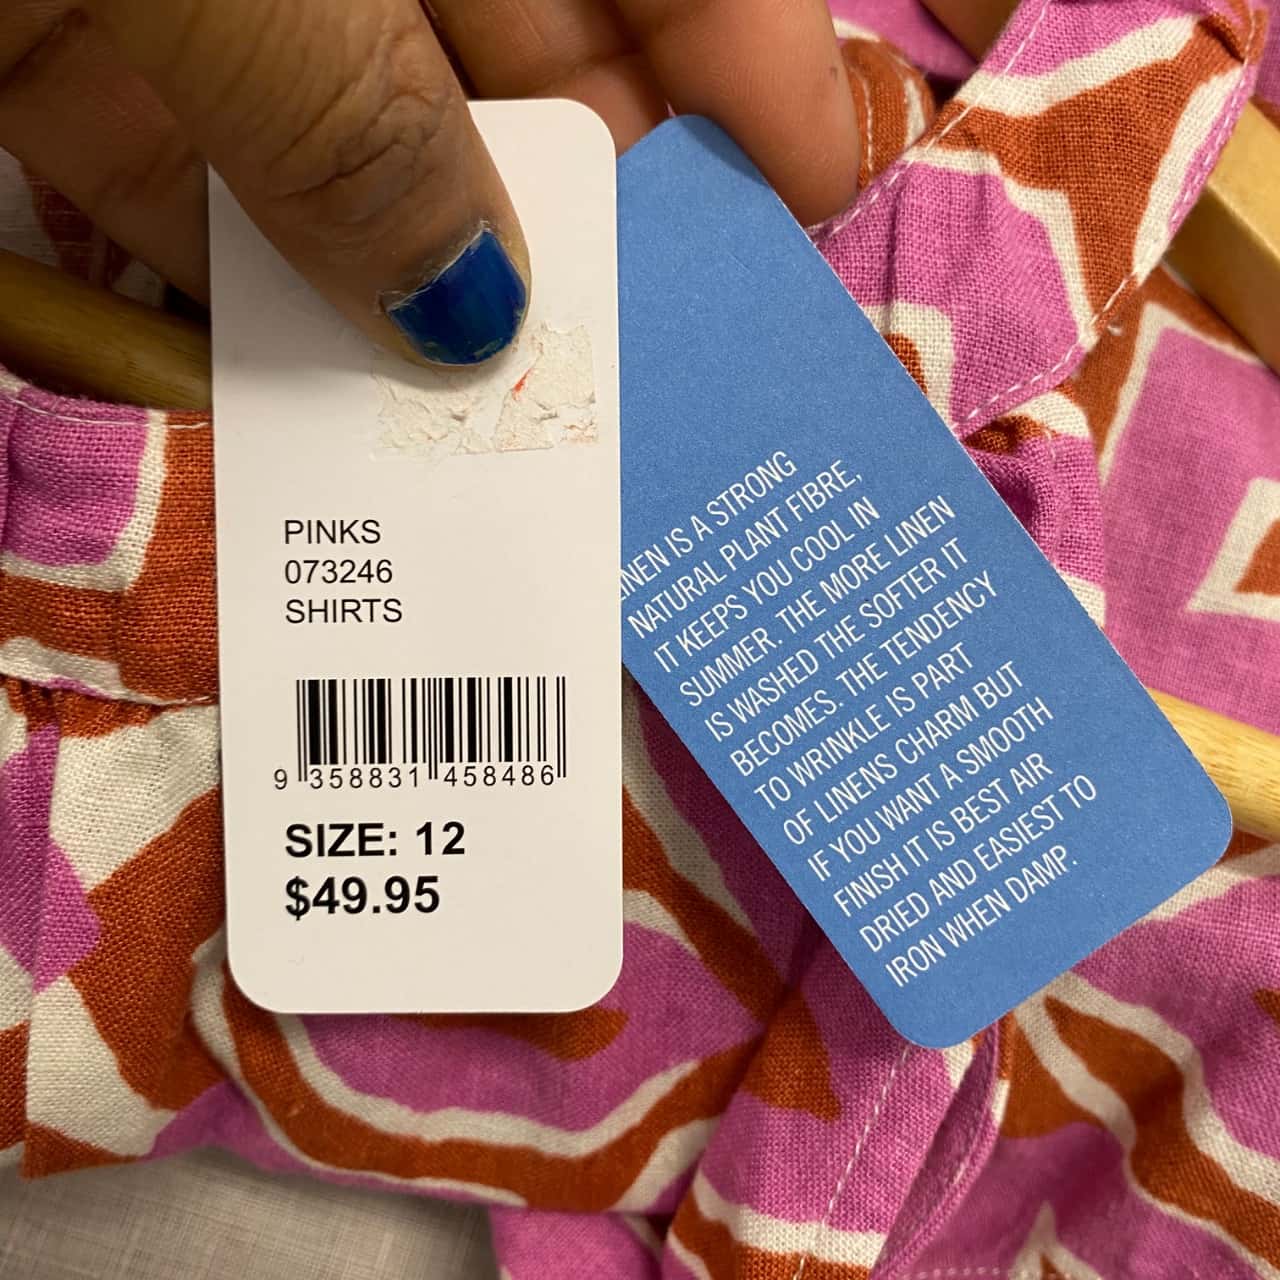 PINKS
073246
SHIRTS
9 358831 458486
SIZE: 12
$49.95
LINEN IS A STRONG
NATURAL PLANT FIBRE,
IT KEEPS YOU COOL IN
SUMMER. THE MORE LINEN
IS WASHED THE SOFTER IT
BECOMES. THE TENDENCY
TO WRINKLE IS PART
OF LINENS CHARM BUT
IF YOU WANT A SMOOTH
FINISH IT IS BEST AIR
DRIED AND EASIEST TO
IRON WHEN DAMP.